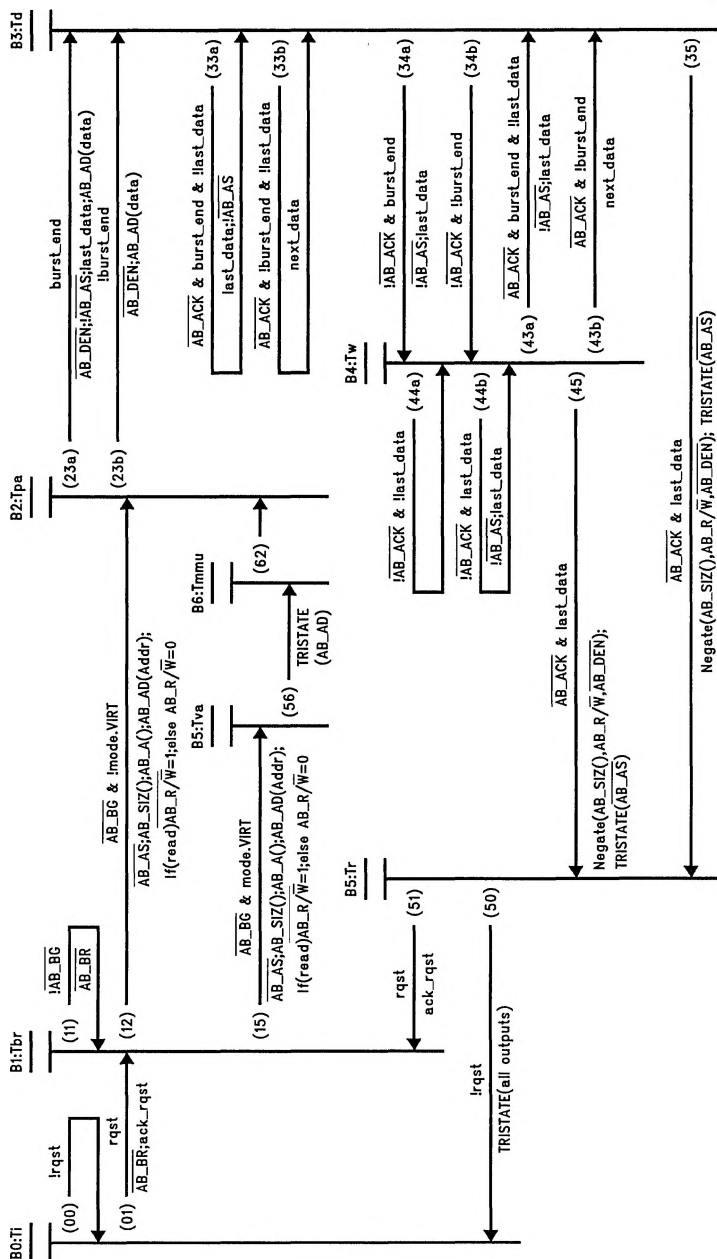 B0:Ti
B1:Tbr
B2:Tpa
B3:Td
(00)
!rqst
(01)
rqst
AB_BR;ack_rqst
(11)
!AB_BG
AB_BR
(12)
AB_BG & !mode.VIRT
AB_AS;AB_SIZ();AB_A();AB_AD(Addr);
If(read)AB_R/W=1;else AB_R/W=0
(23a)
burst_end
AB_DEN;!AB_AS;last_data;AB_AD(data)
(23b)
!burst_end
AB_DEN;AB_AD(data)
B5:Tva
B6:Tmmu
(15)
AB_BG & mode.VIRT
AB_AS;AB_SIZ();AB_A();AB_AD(Addr);
If(read)AB_R/W=1;else AB_R/W=0
(56)
TRISTATE
(AB_AD)
(62)
AB_ACK & burst_end & !last_data
(33a)
last_data;!AB_AS
AB_ACK & !burst_end & !last_data
(33b)
next_data
B5:Tr
B4:Tw
(34a)
!AB_ACK & burst_end
!AB_AS;last_data
(34b)
!AB_ACK & !burst_end
(51)
rqst
ack_rqst
(50)
!rqst
TRISTATE(all outputs)
!AB_ACK & !last_data
(44a)
!AB_ACK & last_data
(44b)
!AB_AS;last_data
(43a)
AB_ACK & burst_end & !last_data
!AB_AS;last_data
(43b)
AB_ACK & !burst_end
next_data
(45)
AB_ACK & last_data
Negate(AB_SIZ(),AB_R/W,AB_DEN);
TRISTATE(AB_AS)
(35)
AB_ACK & last_data
Negate(AB_SIZ(),AB_R/W,AB_DEN); TRISTATE(AB_AS)